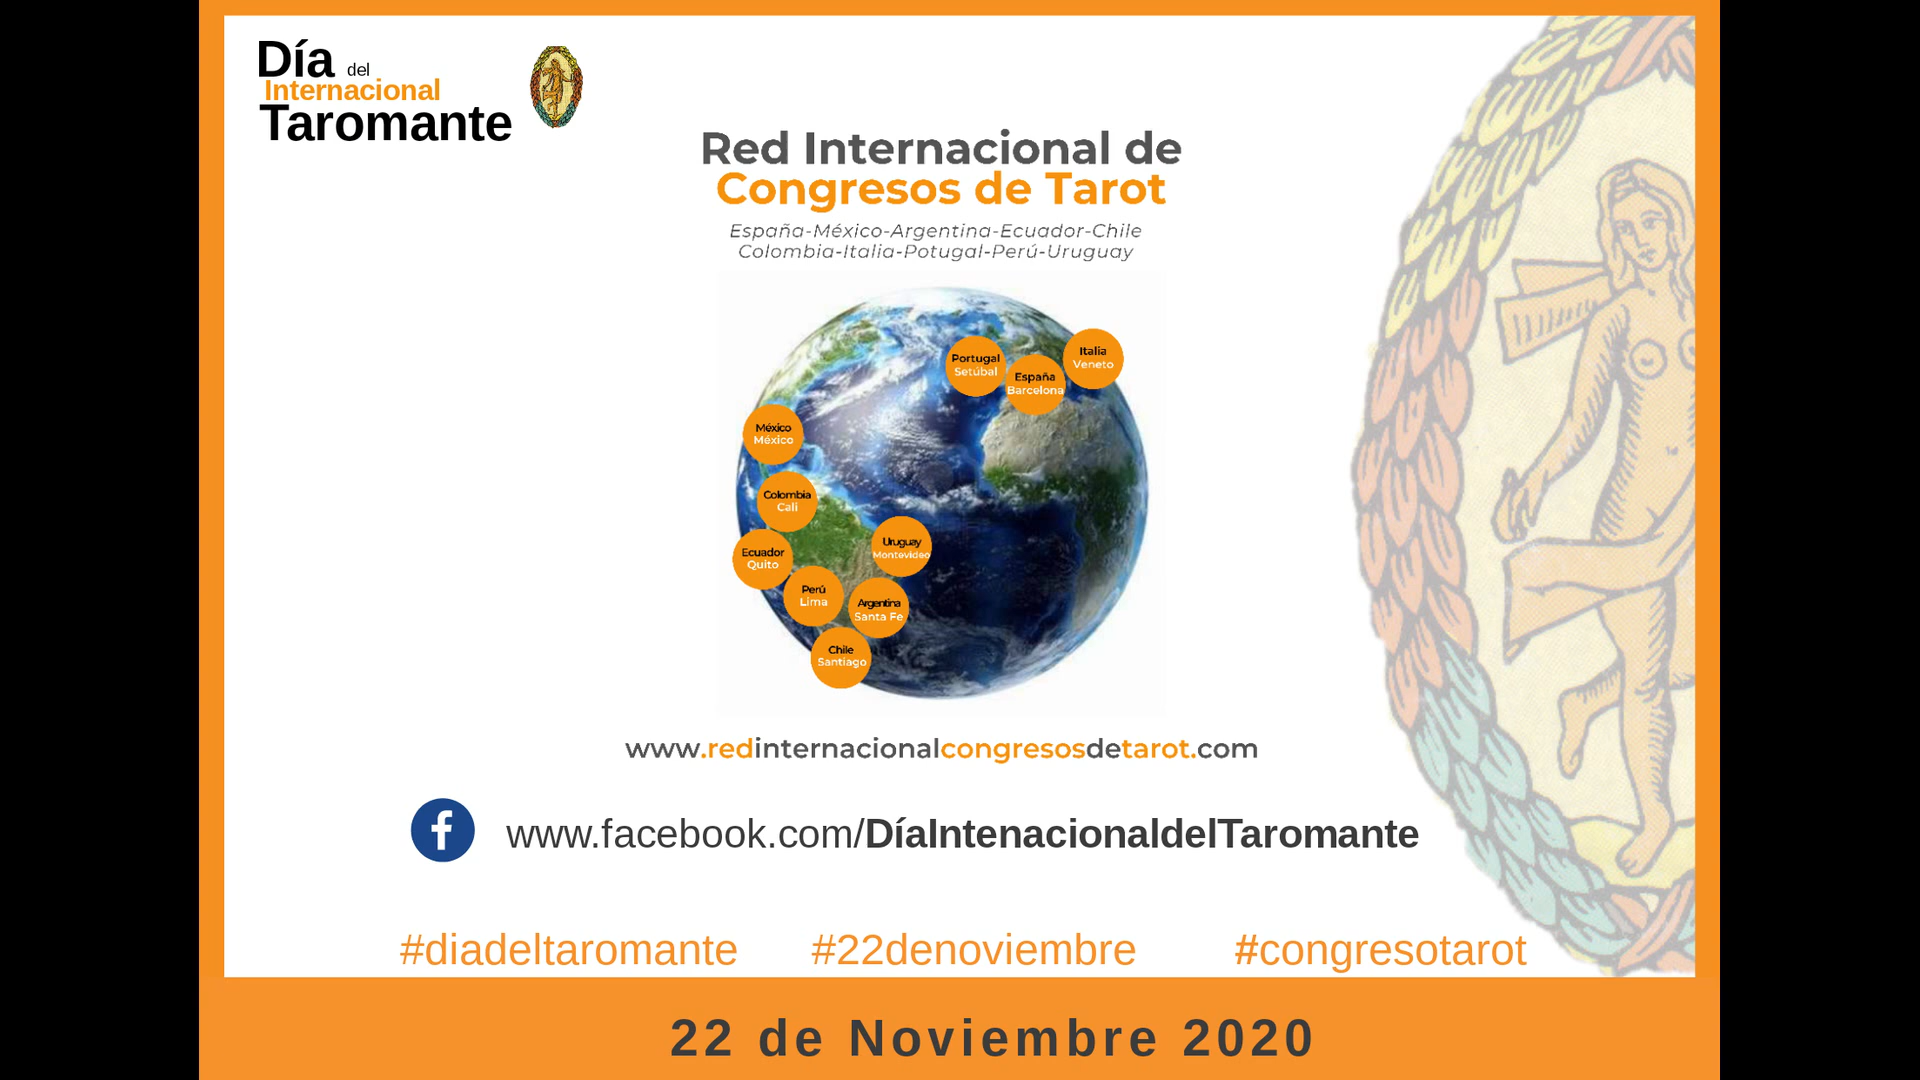 Día del
Internacional
Taromante
Red Internacional de
Congresos de Tarot
España-México-Argentina-Ecuador-Chile
Colombia-Italia-Potugal-Perú-Uruguay
Portugal
Setúbal
España
Barcelona
Italia
Veneto
México
México
Colombia
Cali
Ecuador
Quito
Uruguay
Montevideo
Perú
Lima
Argentina
Santa Fe
Chile
Santiago
www.redinternacionalcongresosdetarot.com
www.facebook.com/DíaIntenacionaldelTaromante
#diadeltaromante #22denoviembre #congresotarot
22 de Noviembre 2020